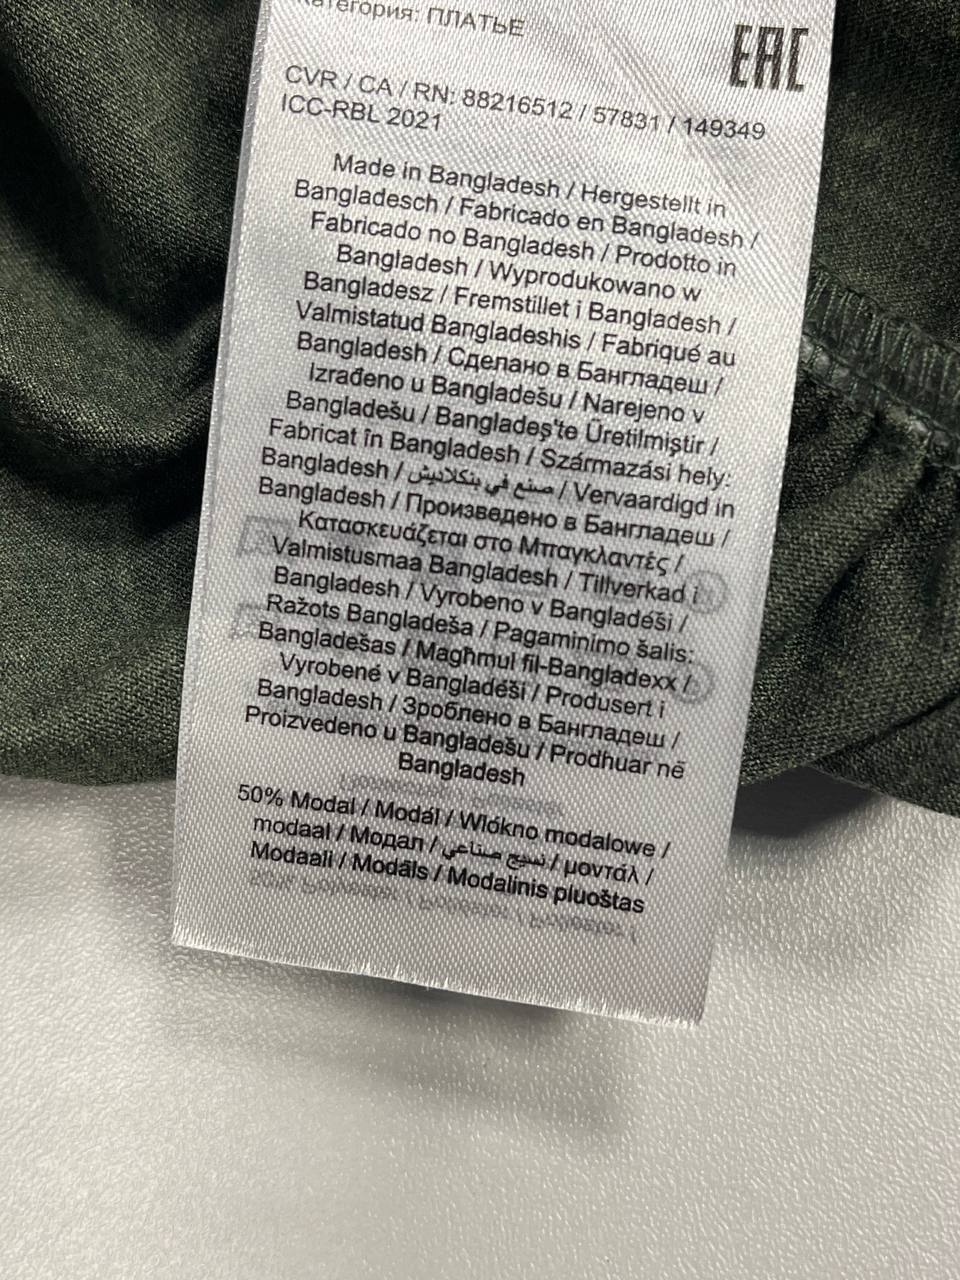 Категория: ПЛАТЬЕ
EAC
CVR / CA / RN: 88216512 / 57831 / 149349
ICC-RBL 2021
Made in Bangladesh / Hergestellt in
Bangladesch / Fabricado en Bangladesh /
Fabricado no Bangladesh / Prodotto in
Bangladesh / Wyprodukowano w
Bangladesz / Fremstillet i Bangladesh /
Valmistatud Bangladeshis / Fabriqué au
Bangladesh / Сделано в Бангладеш /
Izrađeno u Bangladešu / Narejeno v
Bangladešu / Bangladeş'te Üretilmiştir /
Fabricat în Bangladesh / Származási hely:
Bangladesh / صنع في بنكلاديش / Vervaardigd in
Bangladesh / Произведено в Бангладеш /
Κατασκευάζεται στο Μπαγκλαντές /
Valmistusmaa Bangladesh / Tillverkad i
Bangladesh / Vyrobeno v Bangladéši /
Ražots Bangladeša / Pagaminimo šalis:
Bangladešas / Magħmul fil-Bangladexx /
Vyrobené v Bangladéši / Produsert i
Bangladesh / Зроблено в Бангладеш /
Proizvedeno u Bangladešu / Prodhuar në
Bangladesh
50% Modal / Modál / Włókno modalowe /
modaal / Модал / نسيج صناعي / μοντάλ /
Modaali / Modāls / Modalinis pluoštas